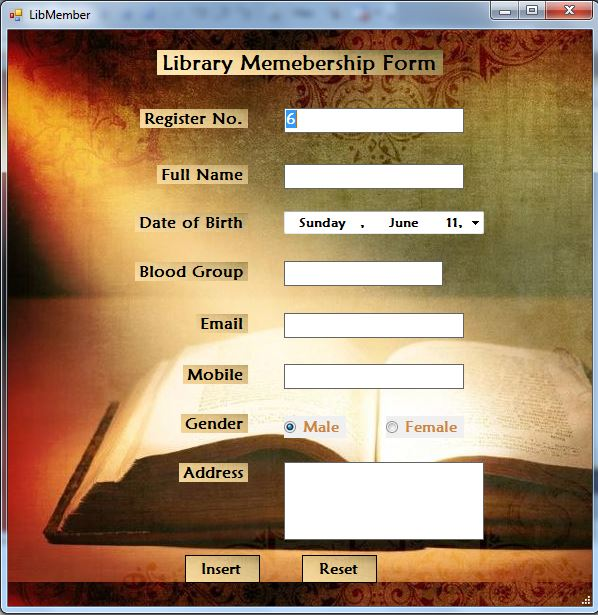 LibMember
Library Memebership Form
Register No. 6
Full Name
Date of Birth Sunday , June 11,
Blood Group
Email
Mobile
Gender Male Female
Address
Insert Reset